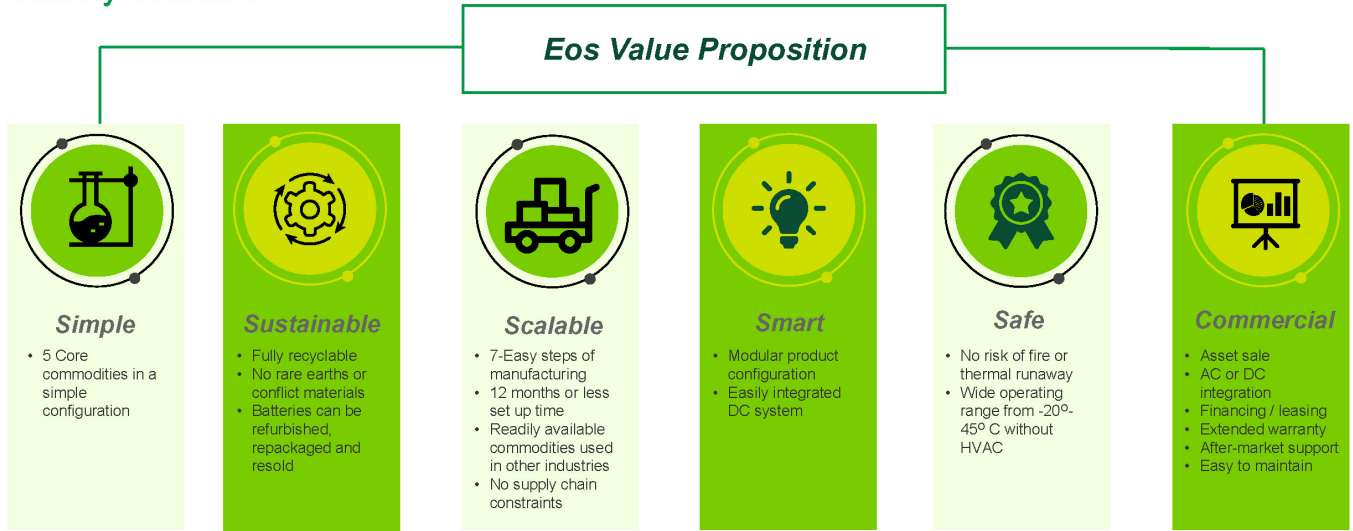 Eos Value Proposition
Simple
• 5 Core
commodities in a
simple
configuration
Sustainable
• Fully recyclable
• No rare earths or
conflict materials
• Batteries can be
refurbished,
repackaged and
resold
Scalable
• 7-Easy steps of
manufacturing
• 12 months or less
set up time
• Readily available
commodities used
in other industries
• No supply chain
constraints
Smart
• Modular product
configuration
• Easily integrated
DC system
Safe
• No risk of fire or
thermal runaway
• Wide operating
range from -20º-
45º C without
HVAC
Commercial
• Asset sale
• AC or DC
integration
• Financing / leasing
• Extended warranty
• After-market support
• Easy to maintain